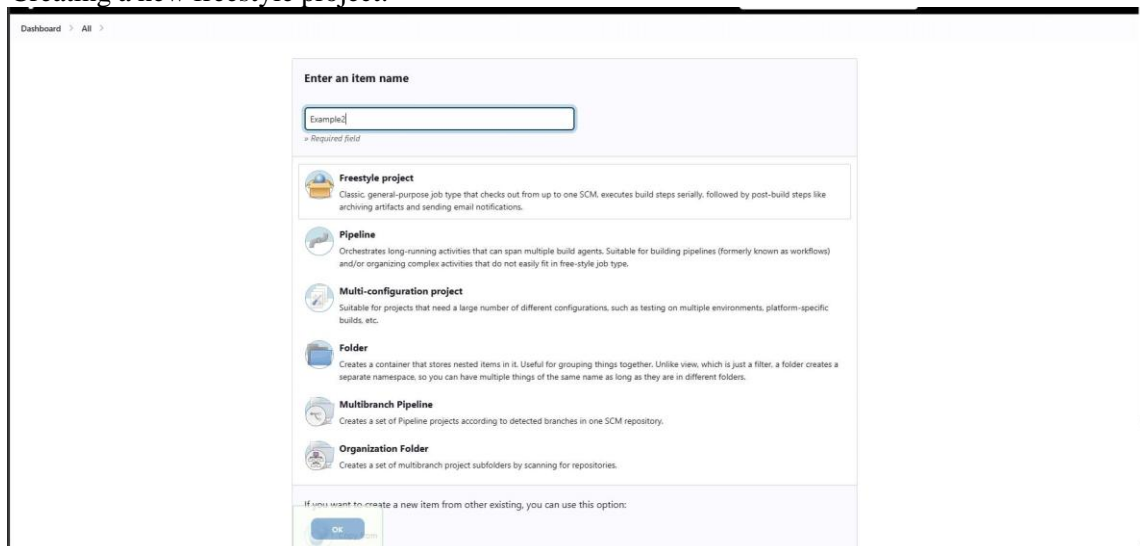 Creating a new freestyle project:
Dashboard > All >
Enter an item name
Example2
» Required field
Freestyle project
Classic, general-purpose job type that checks out from up to one SCM, executes build steps serially, followed by post-build steps like
archiving artifacts and sending email notifications.
Pipeline
Orchestrates long-running activities that can span multiple build agents. Suitable for building pipelines (formerly known as workflows)
and/or organizing complex activities that do not easily fit in free-style job type.
Multi-configuration project
Suitable for projects that need a large number of different configurations, such as testing on multiple environments, platform-specific
builds, etc.
Folder
Creates a container that stores nested items in it. Useful for grouping things together. Unlike view, which is just a filter, a folder creates a
separate namespace, so you can have multiple things of the same name as long as they are in different folders.
Multibranch Pipeline
Creates a set of Pipeline projects according to detected branches in one SCM repository.
Organization Folder
Creates a set of multibranch project subfolders by scanning for repositories.
If you want to create a new item from other existing, you can use this option:
OK
from